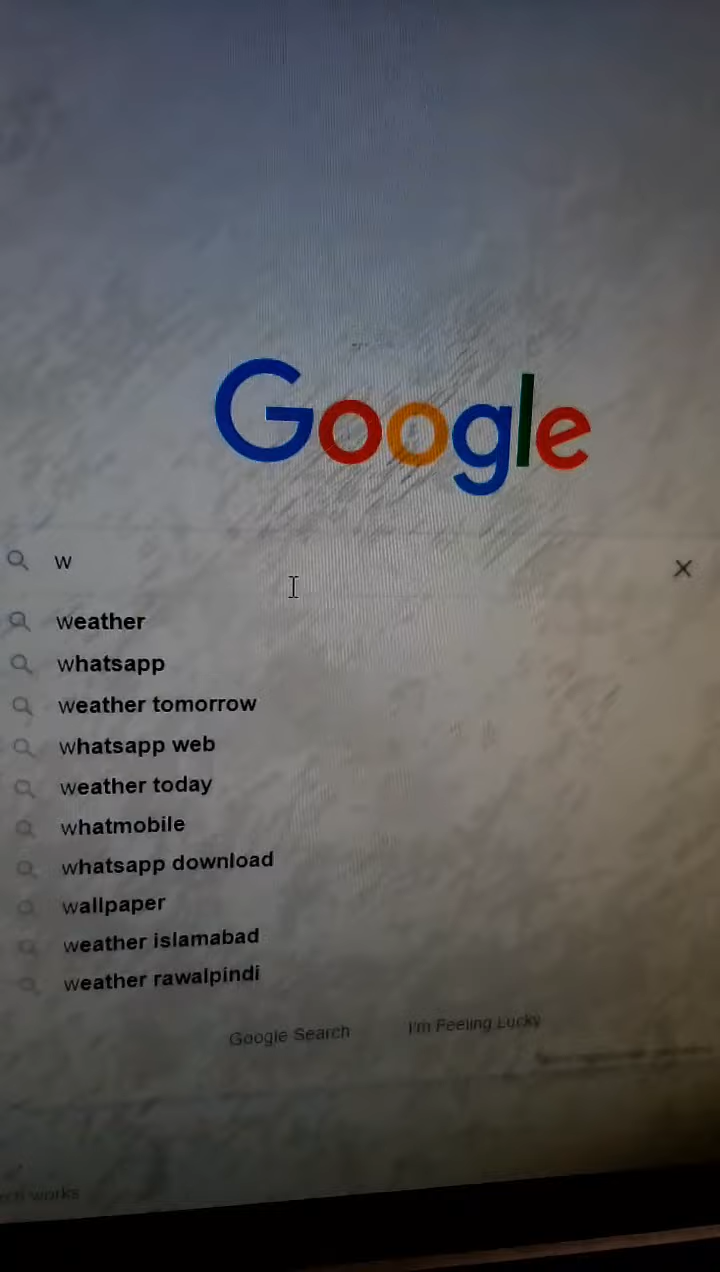 Google
w
weather
whatsapp
weather tomorrow
whatsapp web
weather today
whatmobile
whatsapp download
wallpaper
weather islamabad
weather rawalpindi
Google Search
I'm Feeling Lucky
works